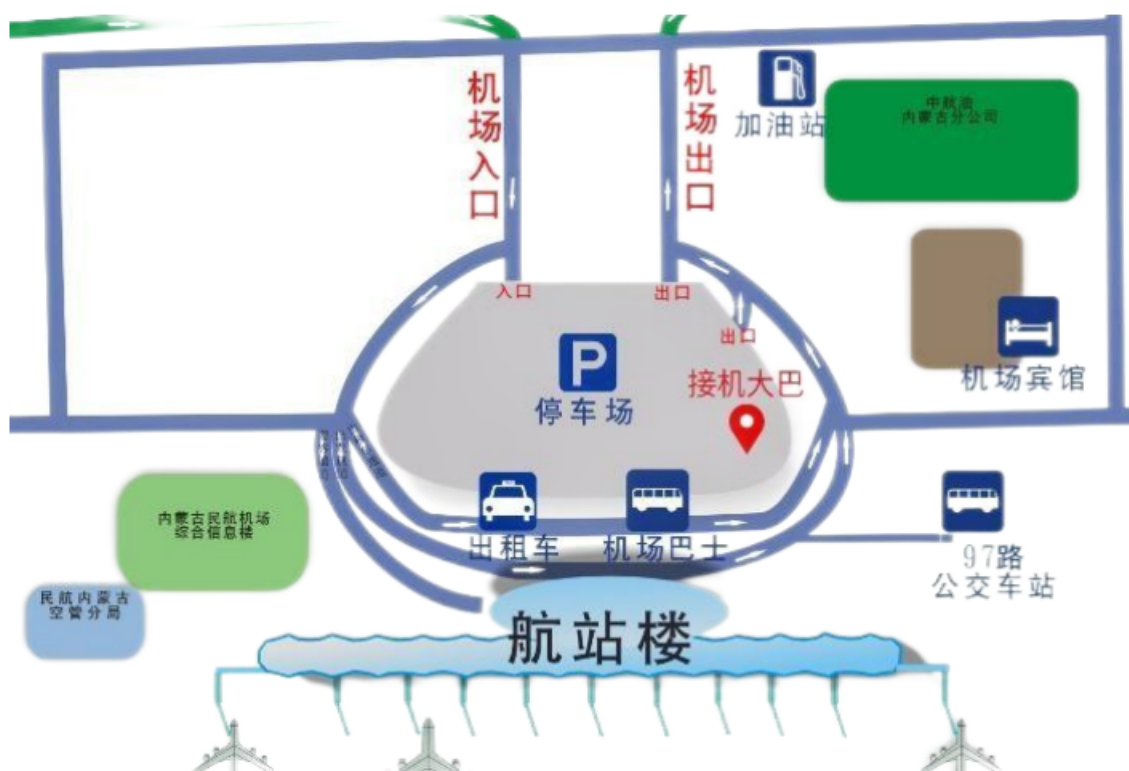 机场入口
机场出口
加油站
中航油
内蒙古分公司
入口
出口
出口
P
停车场
接机大巴
机场宾馆
出租车
机场巴士
97路
公交车站
内蒙古民航机场
综合信息楼
民航内蒙古
空管分局
航站楼